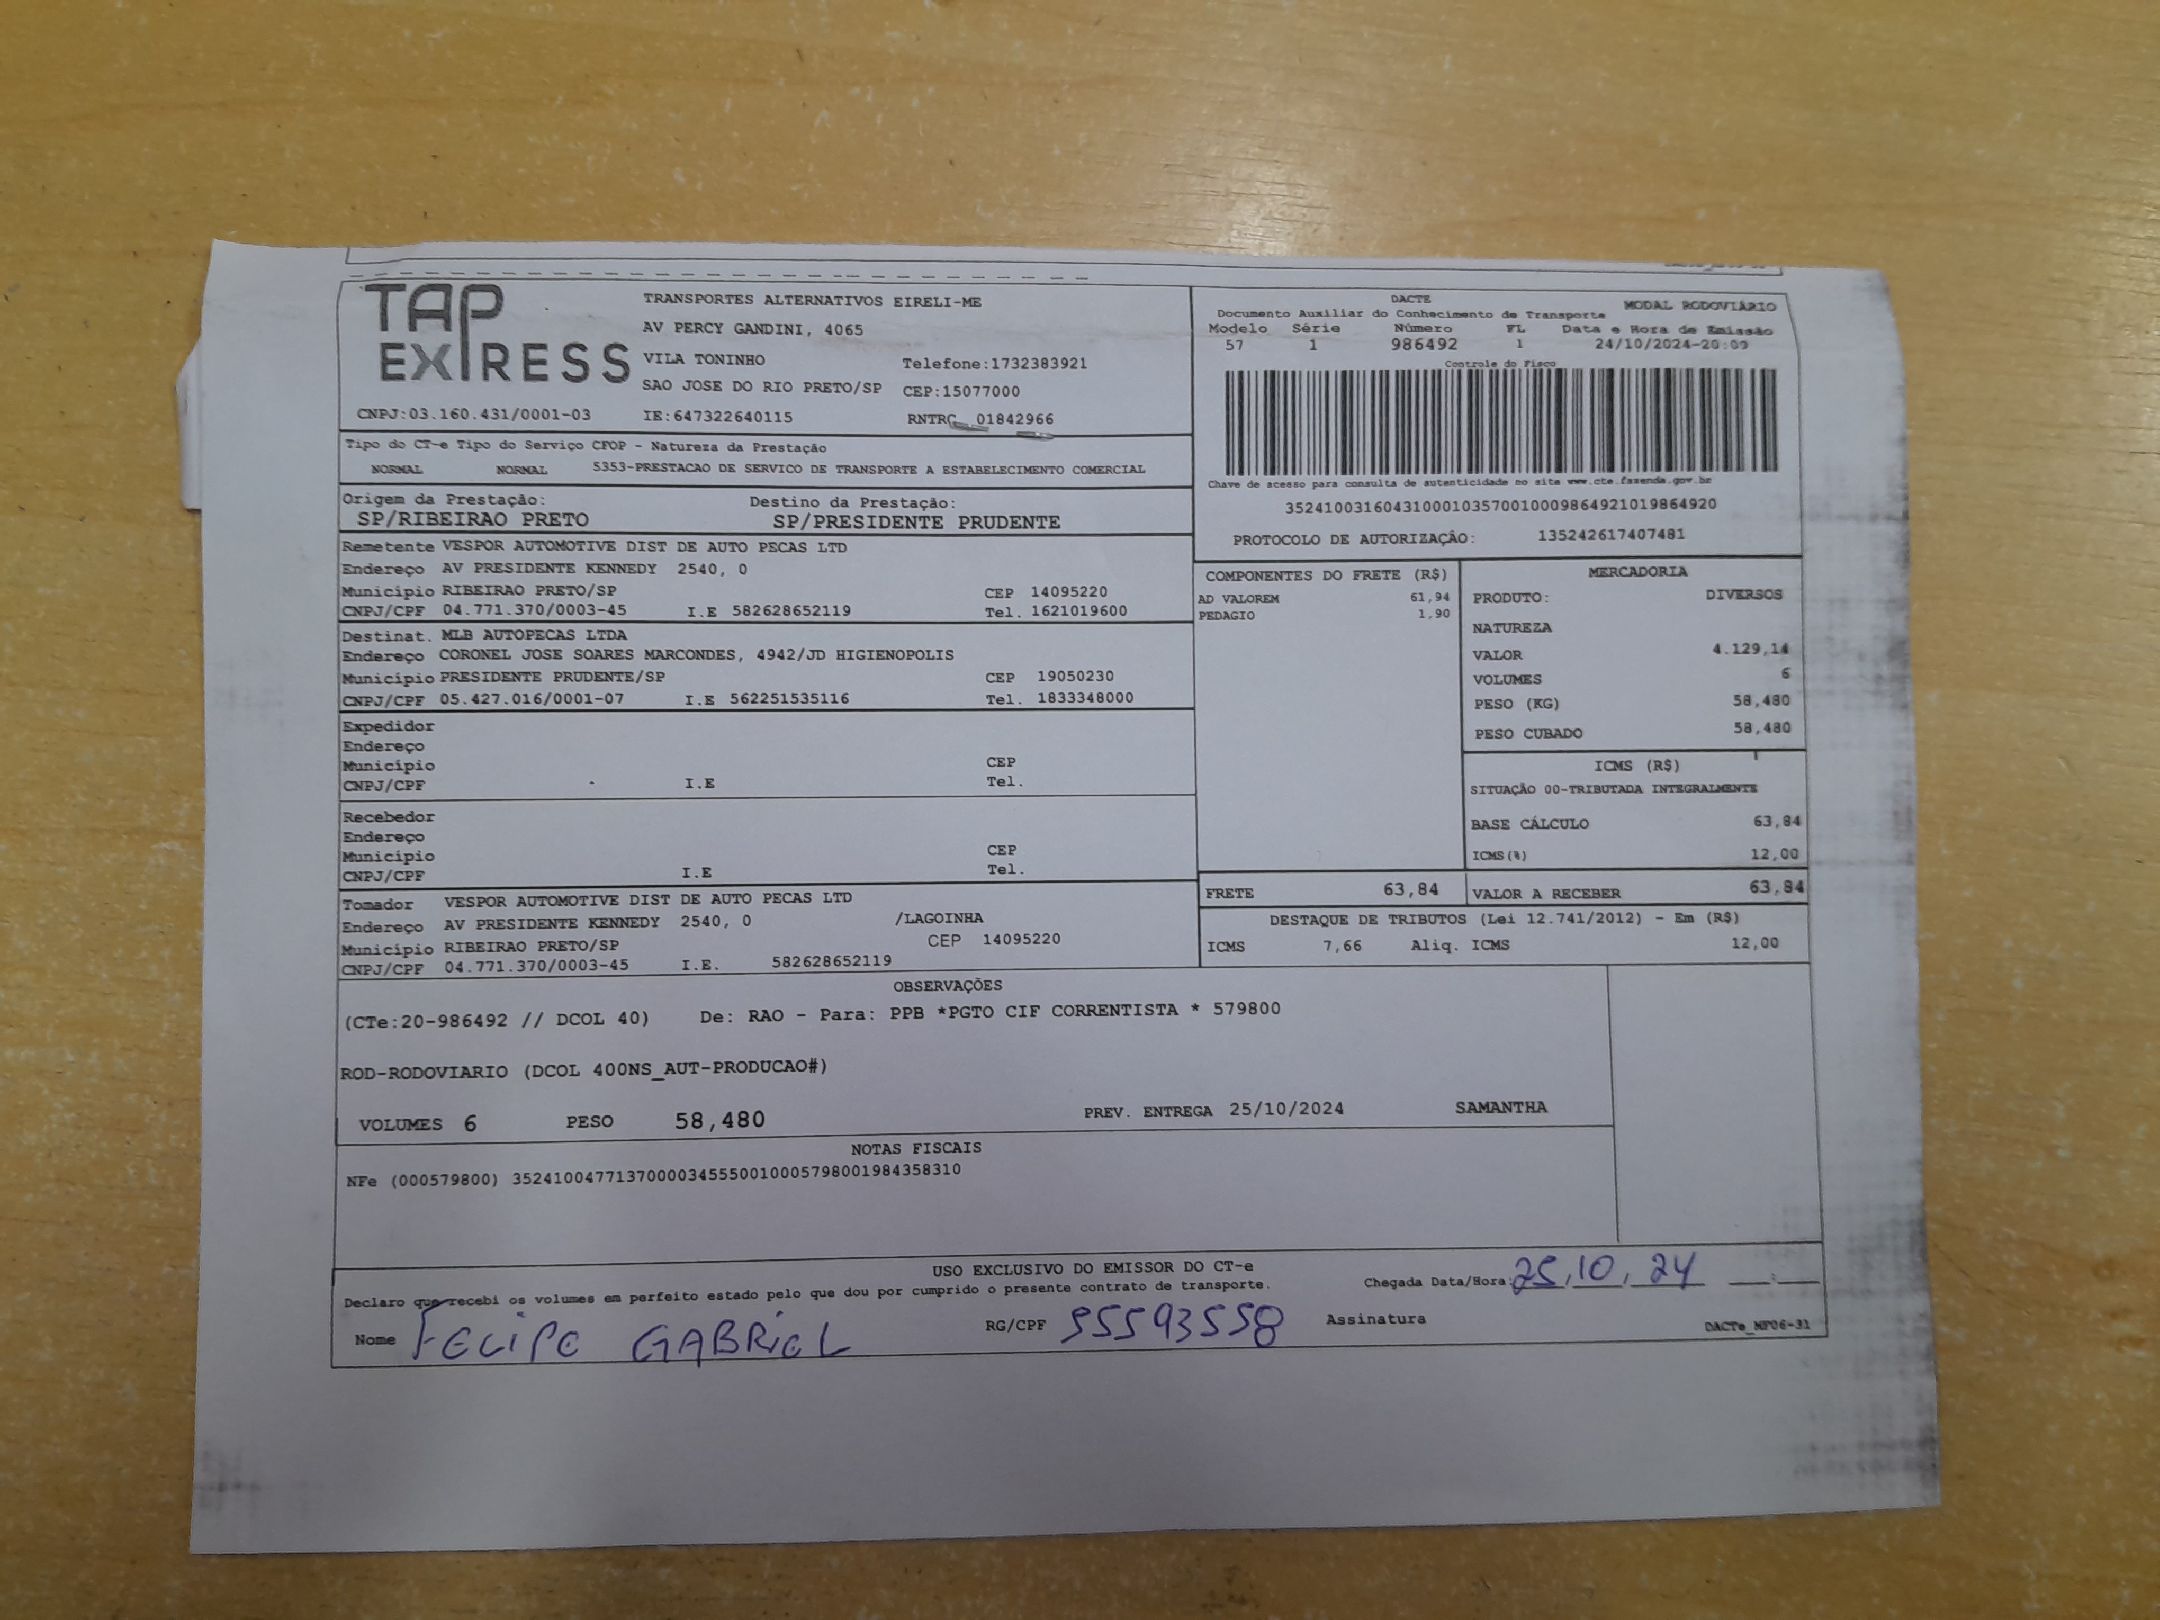 TAP EXPRESS
TRANSPORTES ALTERNATIVOS EIRELI-ME
AV PERCY GANDINI, 4065
VILA TONINHO Telefone:1732383921
SAO JOSE DO RIO PRETO/SP CEP:15077000
CNPJ:03.160.431/0001-03 IE:647322640115 RNTRC 01842966
DACTE MODAL RODOVIÁRIO
Documento Auxiliar do Conhecimento de Transporte
Modelo Série Número FL Data e Hora de Emissão
57 1 986492 1 24/10/2024-20:09
Controle do Fisco
Chave de acesso para consulta de autenticidade no site www.cte.fazenda.gov.br
35241003160431000103570010009864921019864920
PROTOCOLO DE AUTORIZAÇÃO: 135242617407481
Tipo do CT-e Tipo do Serviço CFOP - Natureza da Prestação
NORMAL NORMAL 5353-PRESTACAO DE SERVICO DE TRANSPORTE A ESTABELECIMENTO COMERCIAL
Origem da Prestação: Destino da Prestação:
SP/RIBEIRAO PRETO SP/PRESIDENTE PRUDENTE
Remetente VESPOR AUTOMOTIVE DIST DE AUTO PECAS LTD
Endereço AV PRESIDENTE KENNEDY 2540, 0
Município RIBEIRAO PRETO/SP CEP 14095220
CNPJ/CPF 04.771.370/0003-45 I.E 582628652119 Tel. 1621019600
Destinat. MLB AUTOPECAS LTDA
Endereço CORONEL JOSE SOARES MARCONDES, 4942/JD HIGIENOPOLIS
Município PRESIDENTE PRUDENTE/SP CEP 19050230
CNPJ/CPF 05.427.016/0001-07 I.E 562251535116 Tel. 1833348000
Expedidor
Endereço
Município CEP
CNPJ/CPF I.E Tel.
Recebedor
Endereço
Município CEP
CNPJ/CPF I.E Tel.
Tomador VESPOR AUTOMOTIVE DIST DE AUTO PECAS LTD
Endereço AV PRESIDENTE KENNEDY 2540, 0 /LAGOINHA
Município RIBEIRAO PRETO/SP CEP 14095220
CNPJ/CPF 04.771.370/0003-45 I.E. 582628652119
COMPONENTES DO FRETE (R$)
AD VALOREM 61,94
PEDAGIO 1,90
MERCADORIA
PRODUTO: DIVERSOS
NATUREZA
VALOR 4.129,14
VOLUMES 6
PESO (KG) 58,480
PESO CUBADO 58,480
ICMS (R$)
SITUAÇÃO 00-TRIBUTADA INTEGRALMENTE
BASE CÁLCULO 63,84
ICMS(%) 12,00
FRETE 63,84 VALOR A RECEBER 63,84
DESTAQUE DE TRIBUTOS (Lei 12.741/2012) - Em (R$)
ICMS 7,66 Aliq. ICMS 12,00
OBSERVAÇÕES
(CTe:20-986492 // DCOL 40) De: RAO - Para: PPB *PGTO CIF CORRENTISTA * 579800
ROD-RODOVIARIO (DCOL 400NS_AUT-PRODUCAO#)
VOLUMES 6 PESO 58,480 PREV. ENTREGA 25/10/2024 SAMANTHA
NOTAS FISCAIS
NFe (000579800) 35241004771370000345550010005798001984358310
USO EXCLUSIVO DO EMISSOR DO CT-e
Declaro que recebi os volumes em perfeito estado pelo que dou por cumprido o presente contrato de transporte. Chegada Data/Hora: 25,10,24
Nome FELIPE GABRIEL RG/CPF 55593558 Assinatura DACTe_MP06-31